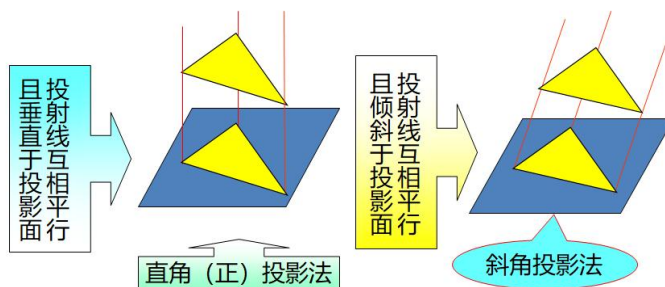 投射线互相平行
且垂直于投影面
直角（正）投影法
投射线互相平行
且倾斜于投影面
斜角投影法